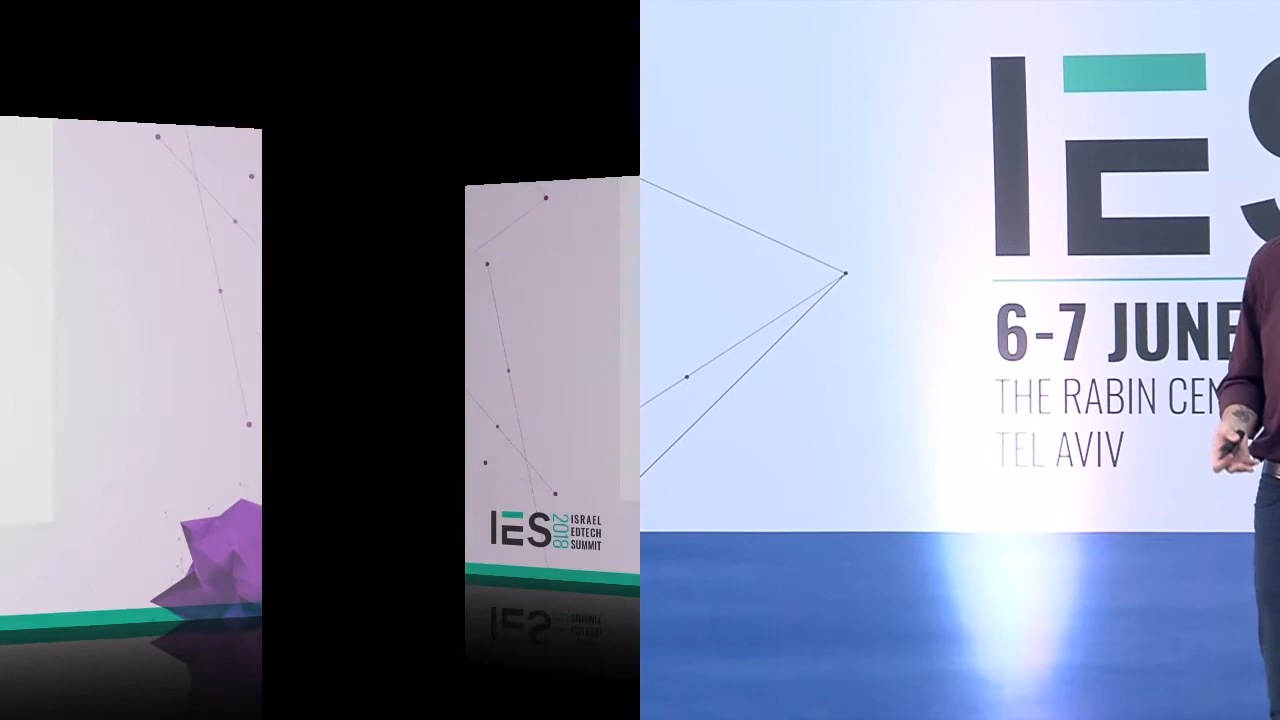 IES
2018
ISRAEL
EDTECH
SUMMIT
IES
6-7 JUNE
THE RABIN CEN
TEL AVIV